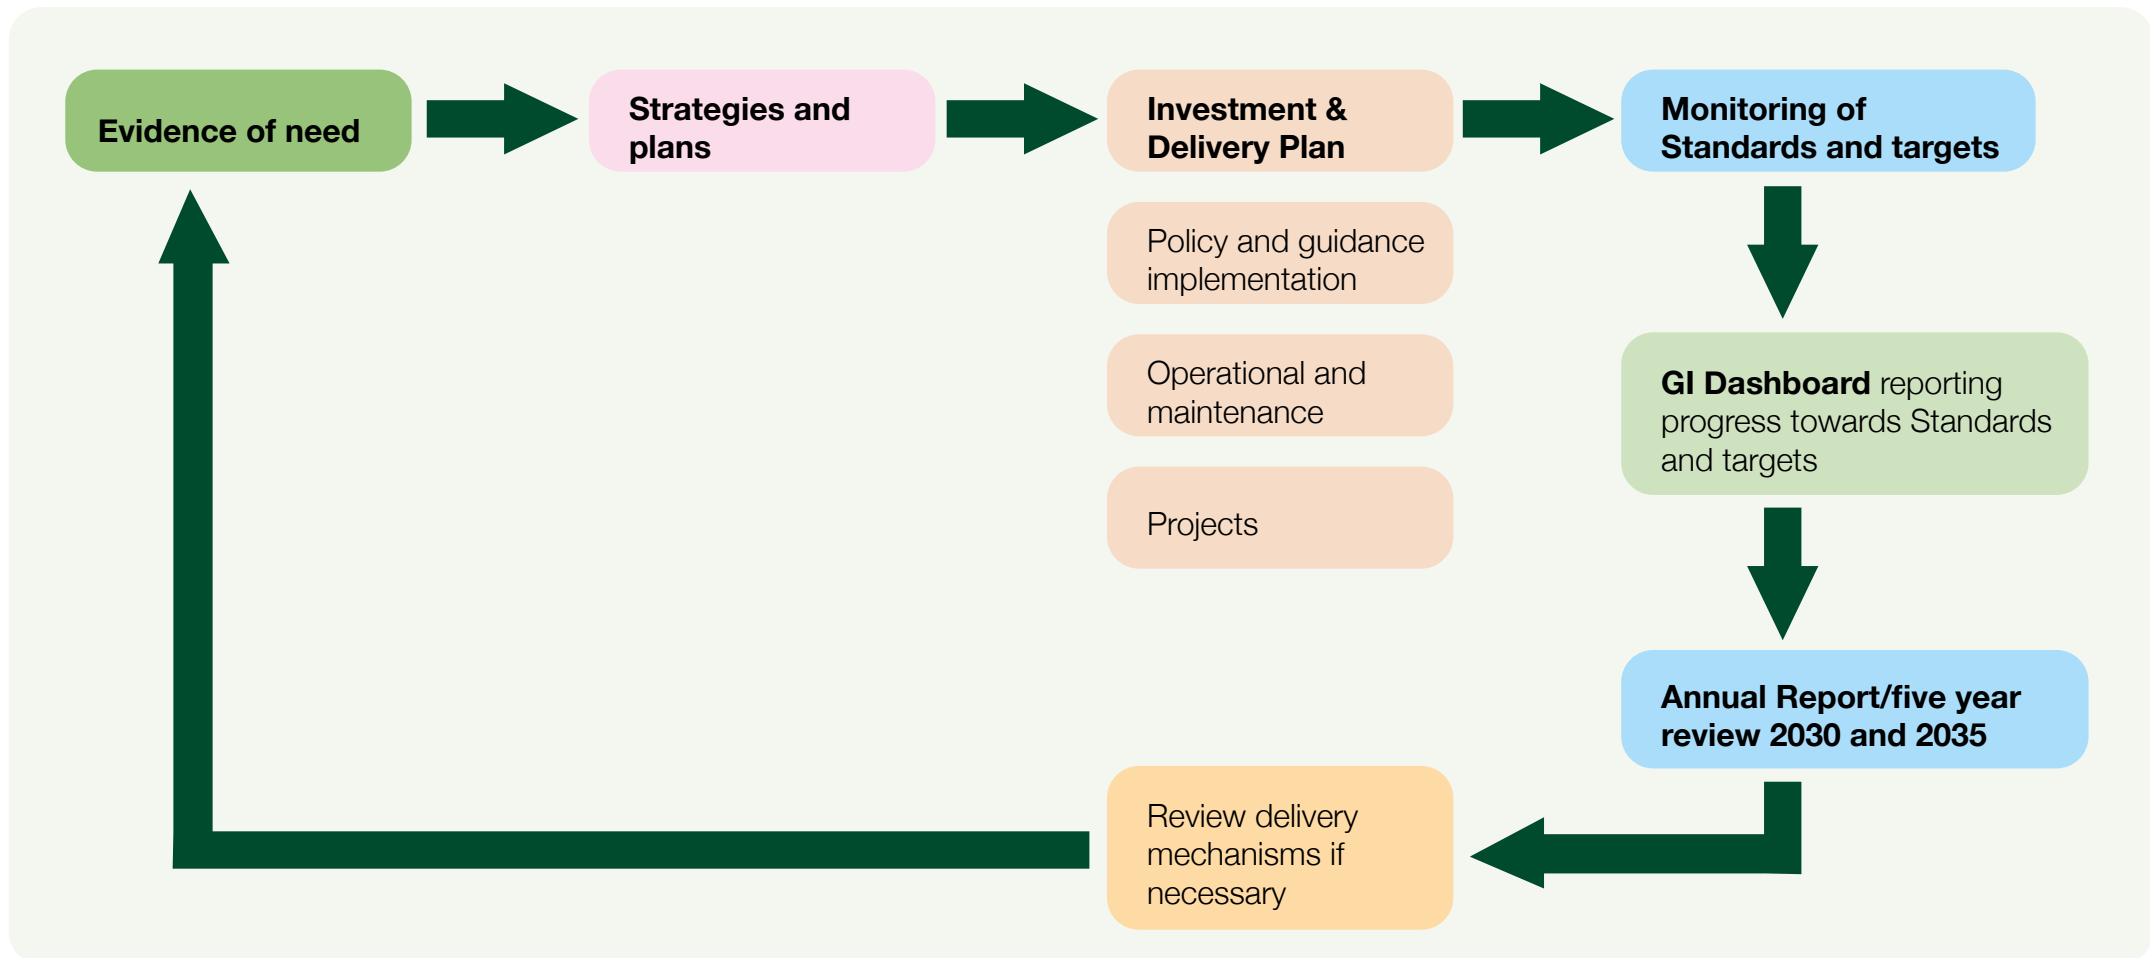 Evidence of need
Strategies and
plans
Investment &
Delivery Plan
Policy and guidance
implementation
Operational and
maintenance
Projects
Monitoring of
Standards and targets
GI Dashboard reporting
progress towards Standards
and targets
Annual Report/five year
review 2030 and 2035
Review delivery
mechanisms if
necessary